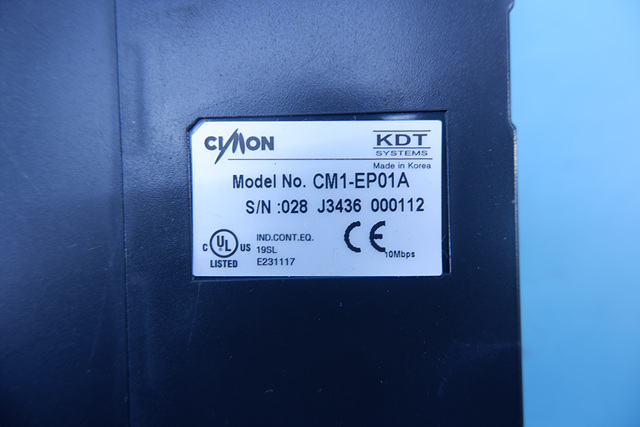 CIMON
KDT
SYSTEMS
Made in Korea
Model No. CM1-EP01A
S/N :028 J3436 000112
C UL US
LISTED
IND.CONT.EQ.
19SL
E231117
CE
10Mbps